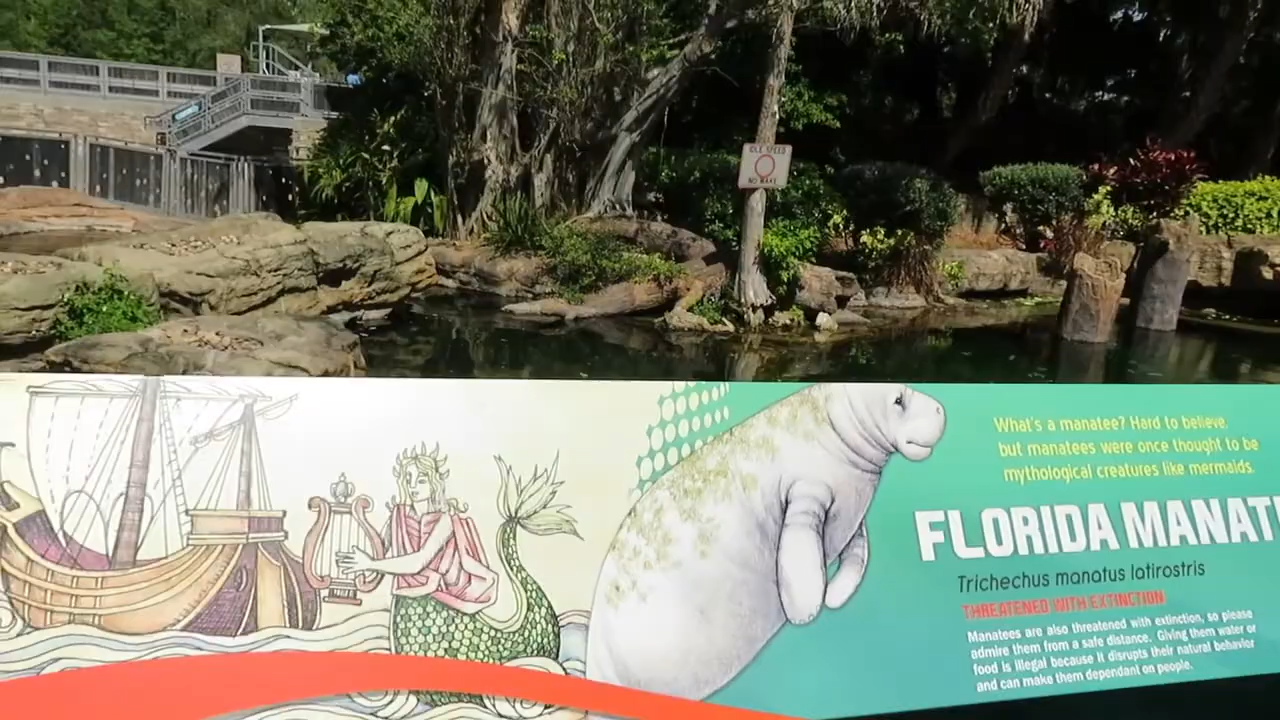 IDLE SPEED
NO WAKE
What's a manatee? Hard to believe,
but manatees were once thought to be
mythological creatures like mermaids.
FLORIDA MANAT
Trichechus manatus latirostris
THREATENED WITH EXTINCTION
Manatees are also threatened with extinction, so please
admire them from a safe distance. Giving them water or
food is illegal because it disrupts their natural behavior
and can make them dependant on people.